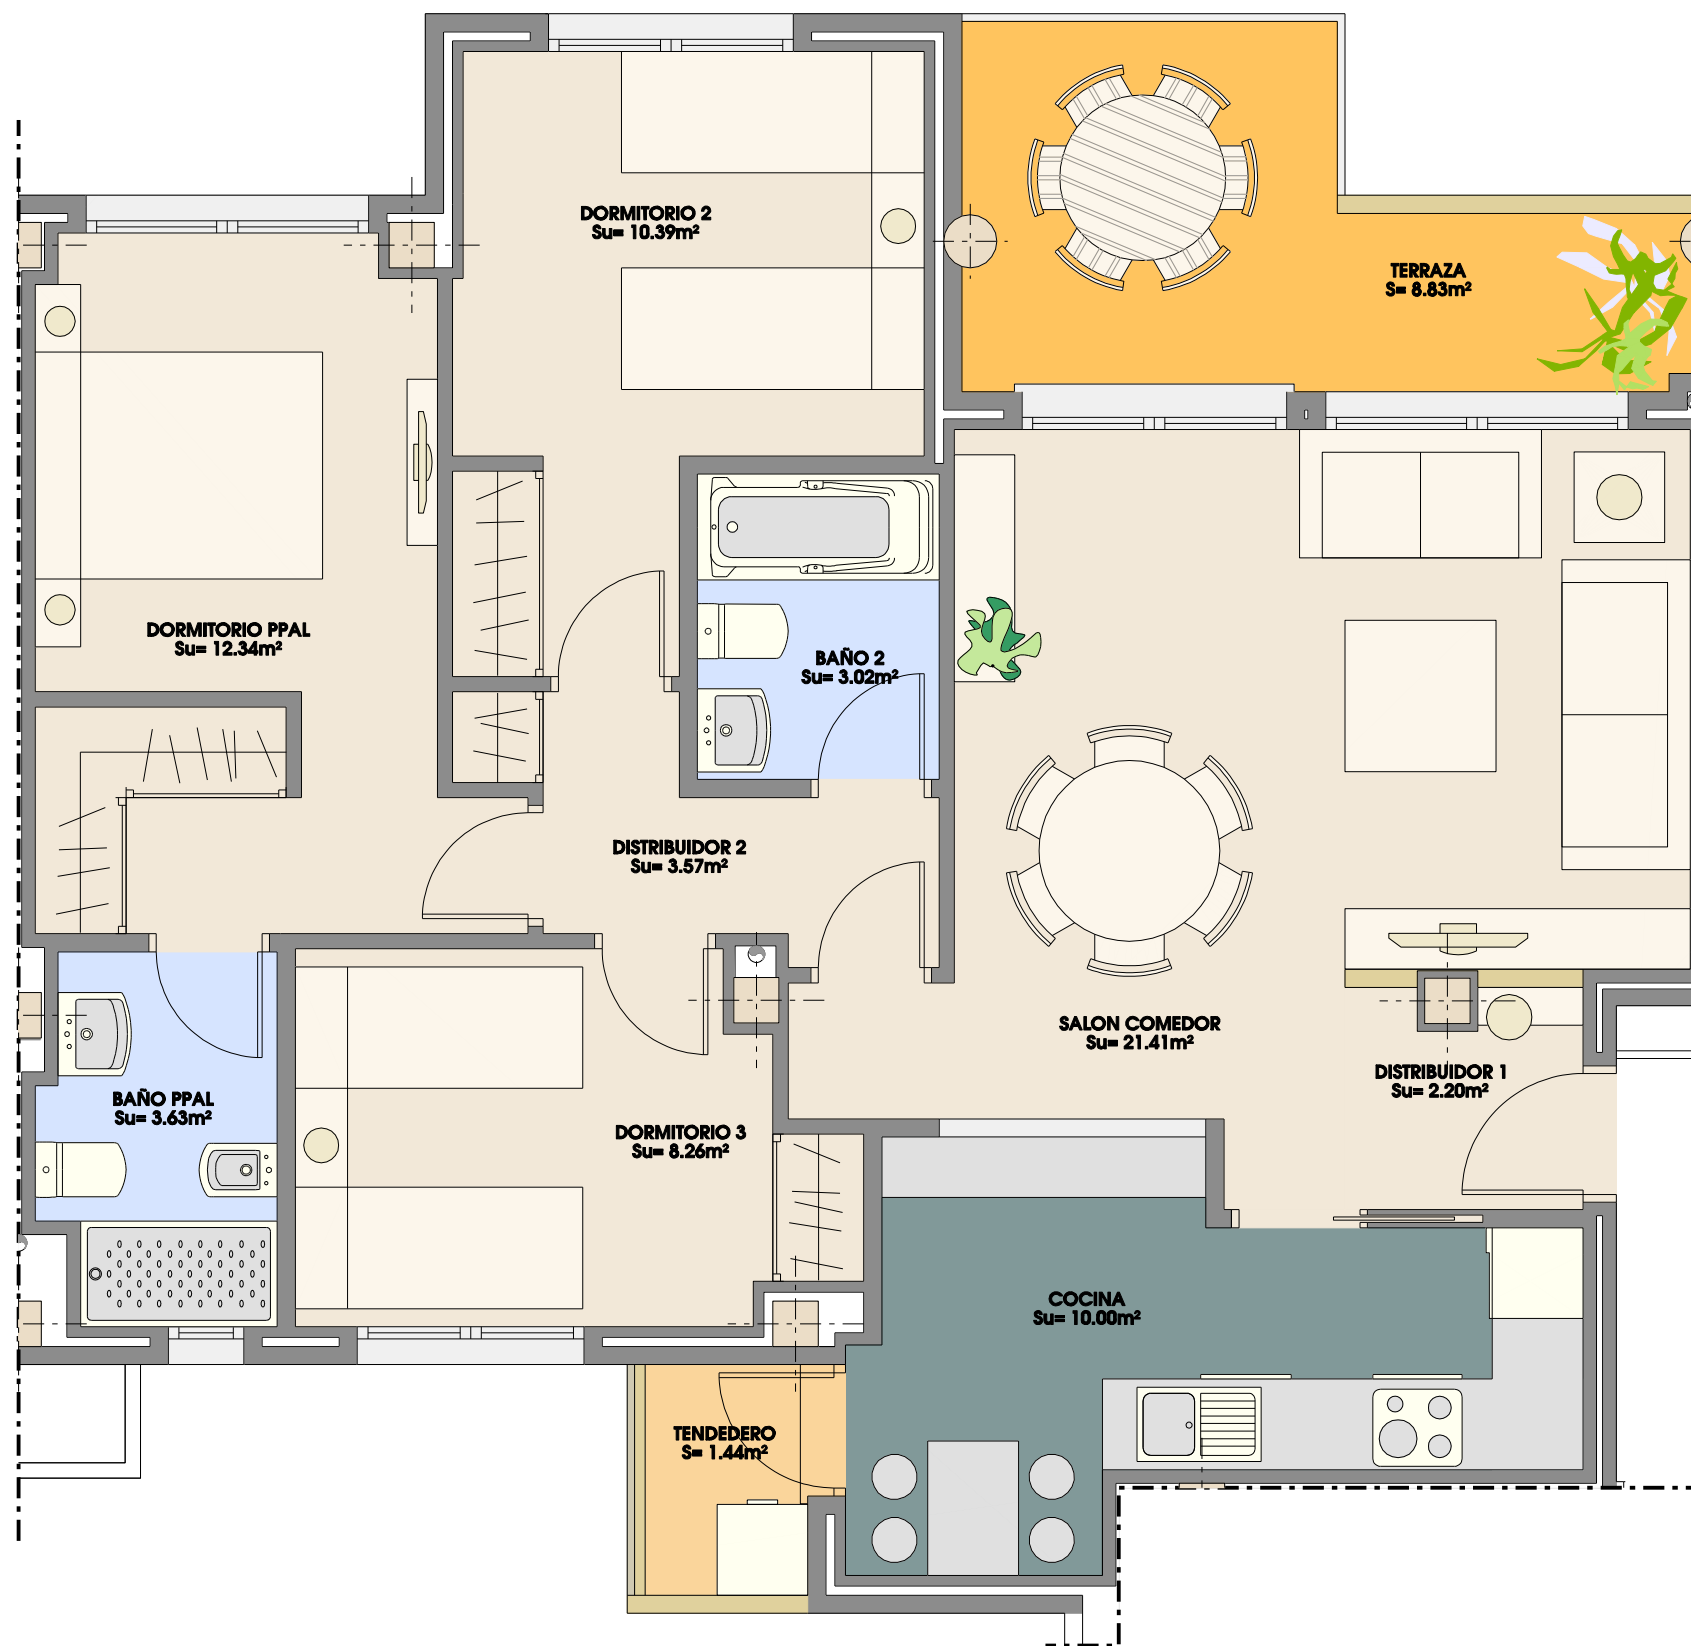 DORMITORIO 2
Su= 10.39m²
TERRAZA
S= 8.83m²
DORMITORIO PPAL
Su= 12.34m²
BAÑO 2
Su= 3.02m²
DISTRIBUIDOR 2
Su= 3.57m²
SALON COMEDOR
Su= 21.41m²
DISTRIBUIDOR 1
Su= 2.20m²
BAÑO PPAL
Su= 3.63m²
DORMITORIO 3
Su= 8.26m²
COCINA
Su= 10.00m²
TENDEDERO
S= 1.44m²